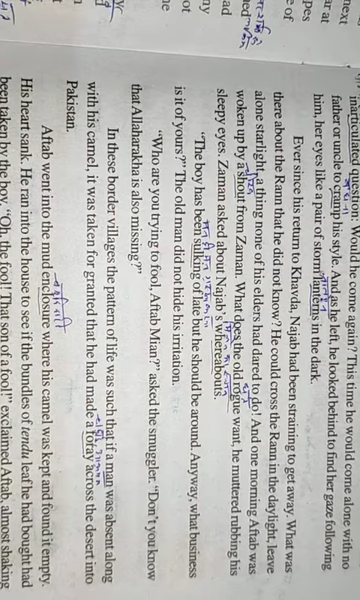 articulated question: Would he come again? This time he would come alone with no
father or uncle to cramp his style. And as he left, he looked behind to find her gaze following
him, her eyes like a pair of storm lanterns in the dark.
Ever since his return to Khavda, Najab had been straining to get away. What was
there about the Rann that he did not know? He could cross the Rann in the daylight, leave
alone starlight, a thing none of his elders had dared to do! And one morning Aftab was
woken up by a shout from Zaman. What does the old rogue want, he muttered rubbing his
sleepy eyes. Zaman asked about Najab's whereabouts.
"The boy has been sulking of late but he should be around. Anyway, what business
is it of yours?" The old man did not hide his irritation.
"Who are you trying to fool, Aftab Mian?" asked the smuggler. "Don't you know
that Allaharakha is also missing?"
In these border villages the pattern of life was such that if a man was absent along
with his camel, it was taken for granted that he had made a foray across the desert into
Pakistan.
Aftab went into the mud enclosure where his camel was kept and found it empty.
His heart sank. He ran into the house to see if the bundles of tendu leaf he had bought had
been taken by the boy. "Oh, the fool! That son of a fool!" exclaimed Aftab, almost shaking
next
ar at
pes
e of
ned
ad
ny
ot
he